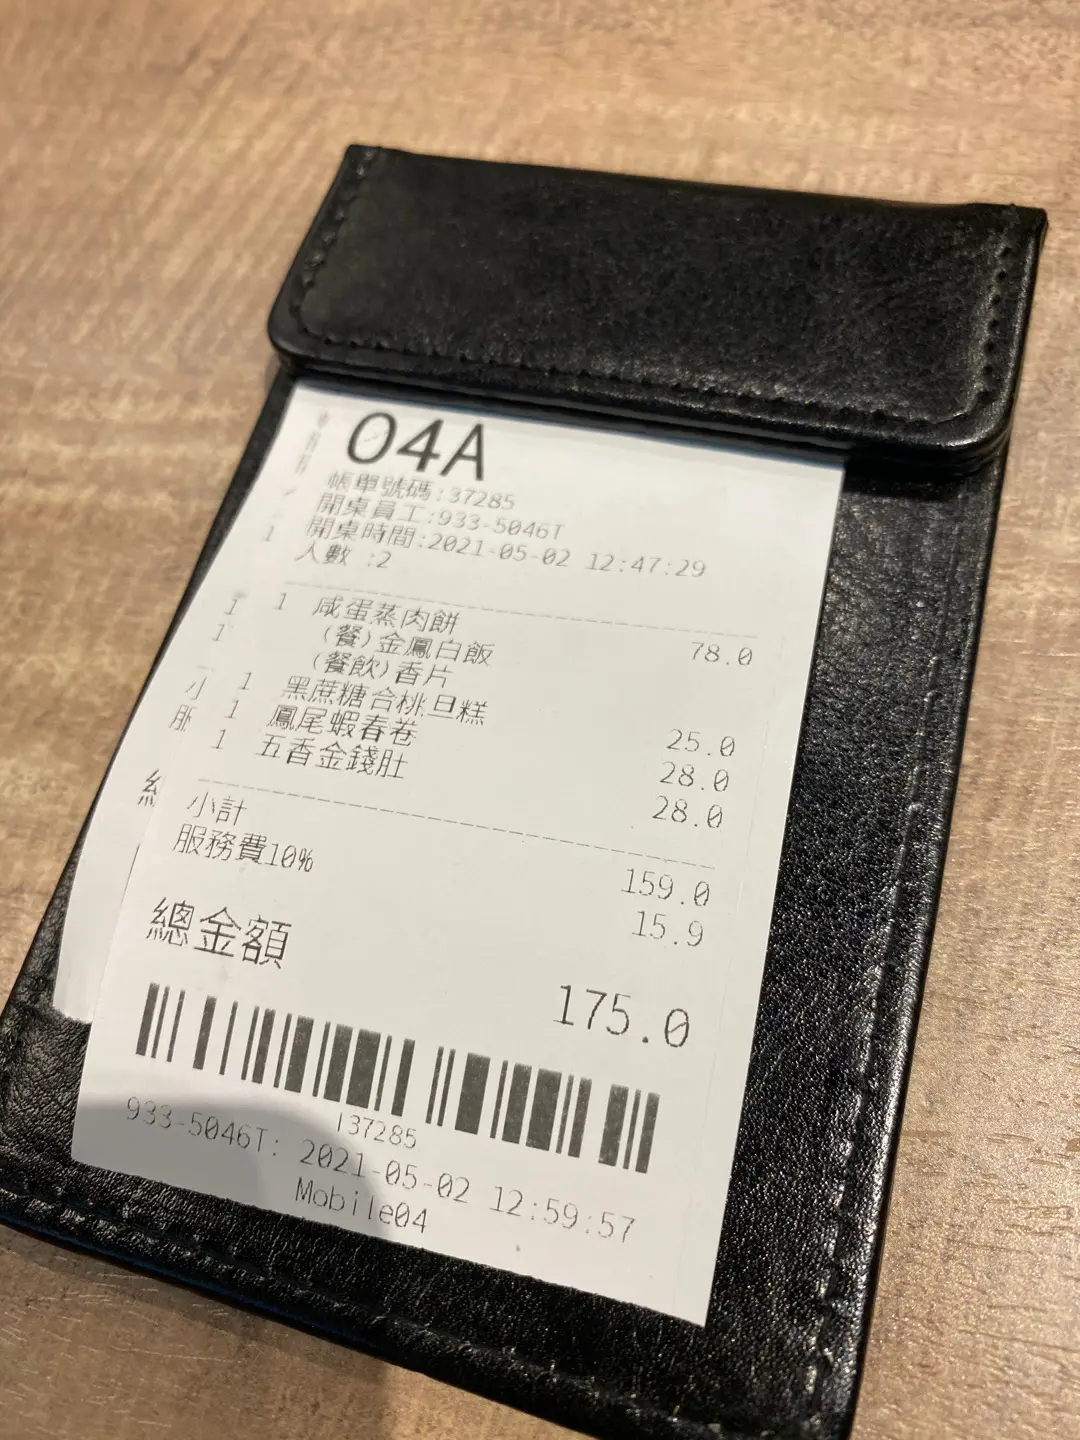 04A
帳單號碼:37285
開桌員工:933-5046T
開桌時間:2021-05-02 12:47:29
人數 :2
1 咸蛋蒸肉餅 78.0
(餐)金鳳白飯
(餐飲)香片
1 黑蔗糖合桃旦糕 25.0
1 鳳尾蝦春卷 28.0
1 五香金錢肚 28.0
小計 159.0
服務費10% 15.9
總金額 175.0
137285
933-5046T: 2021-05-02 12:59:57
Mobile04